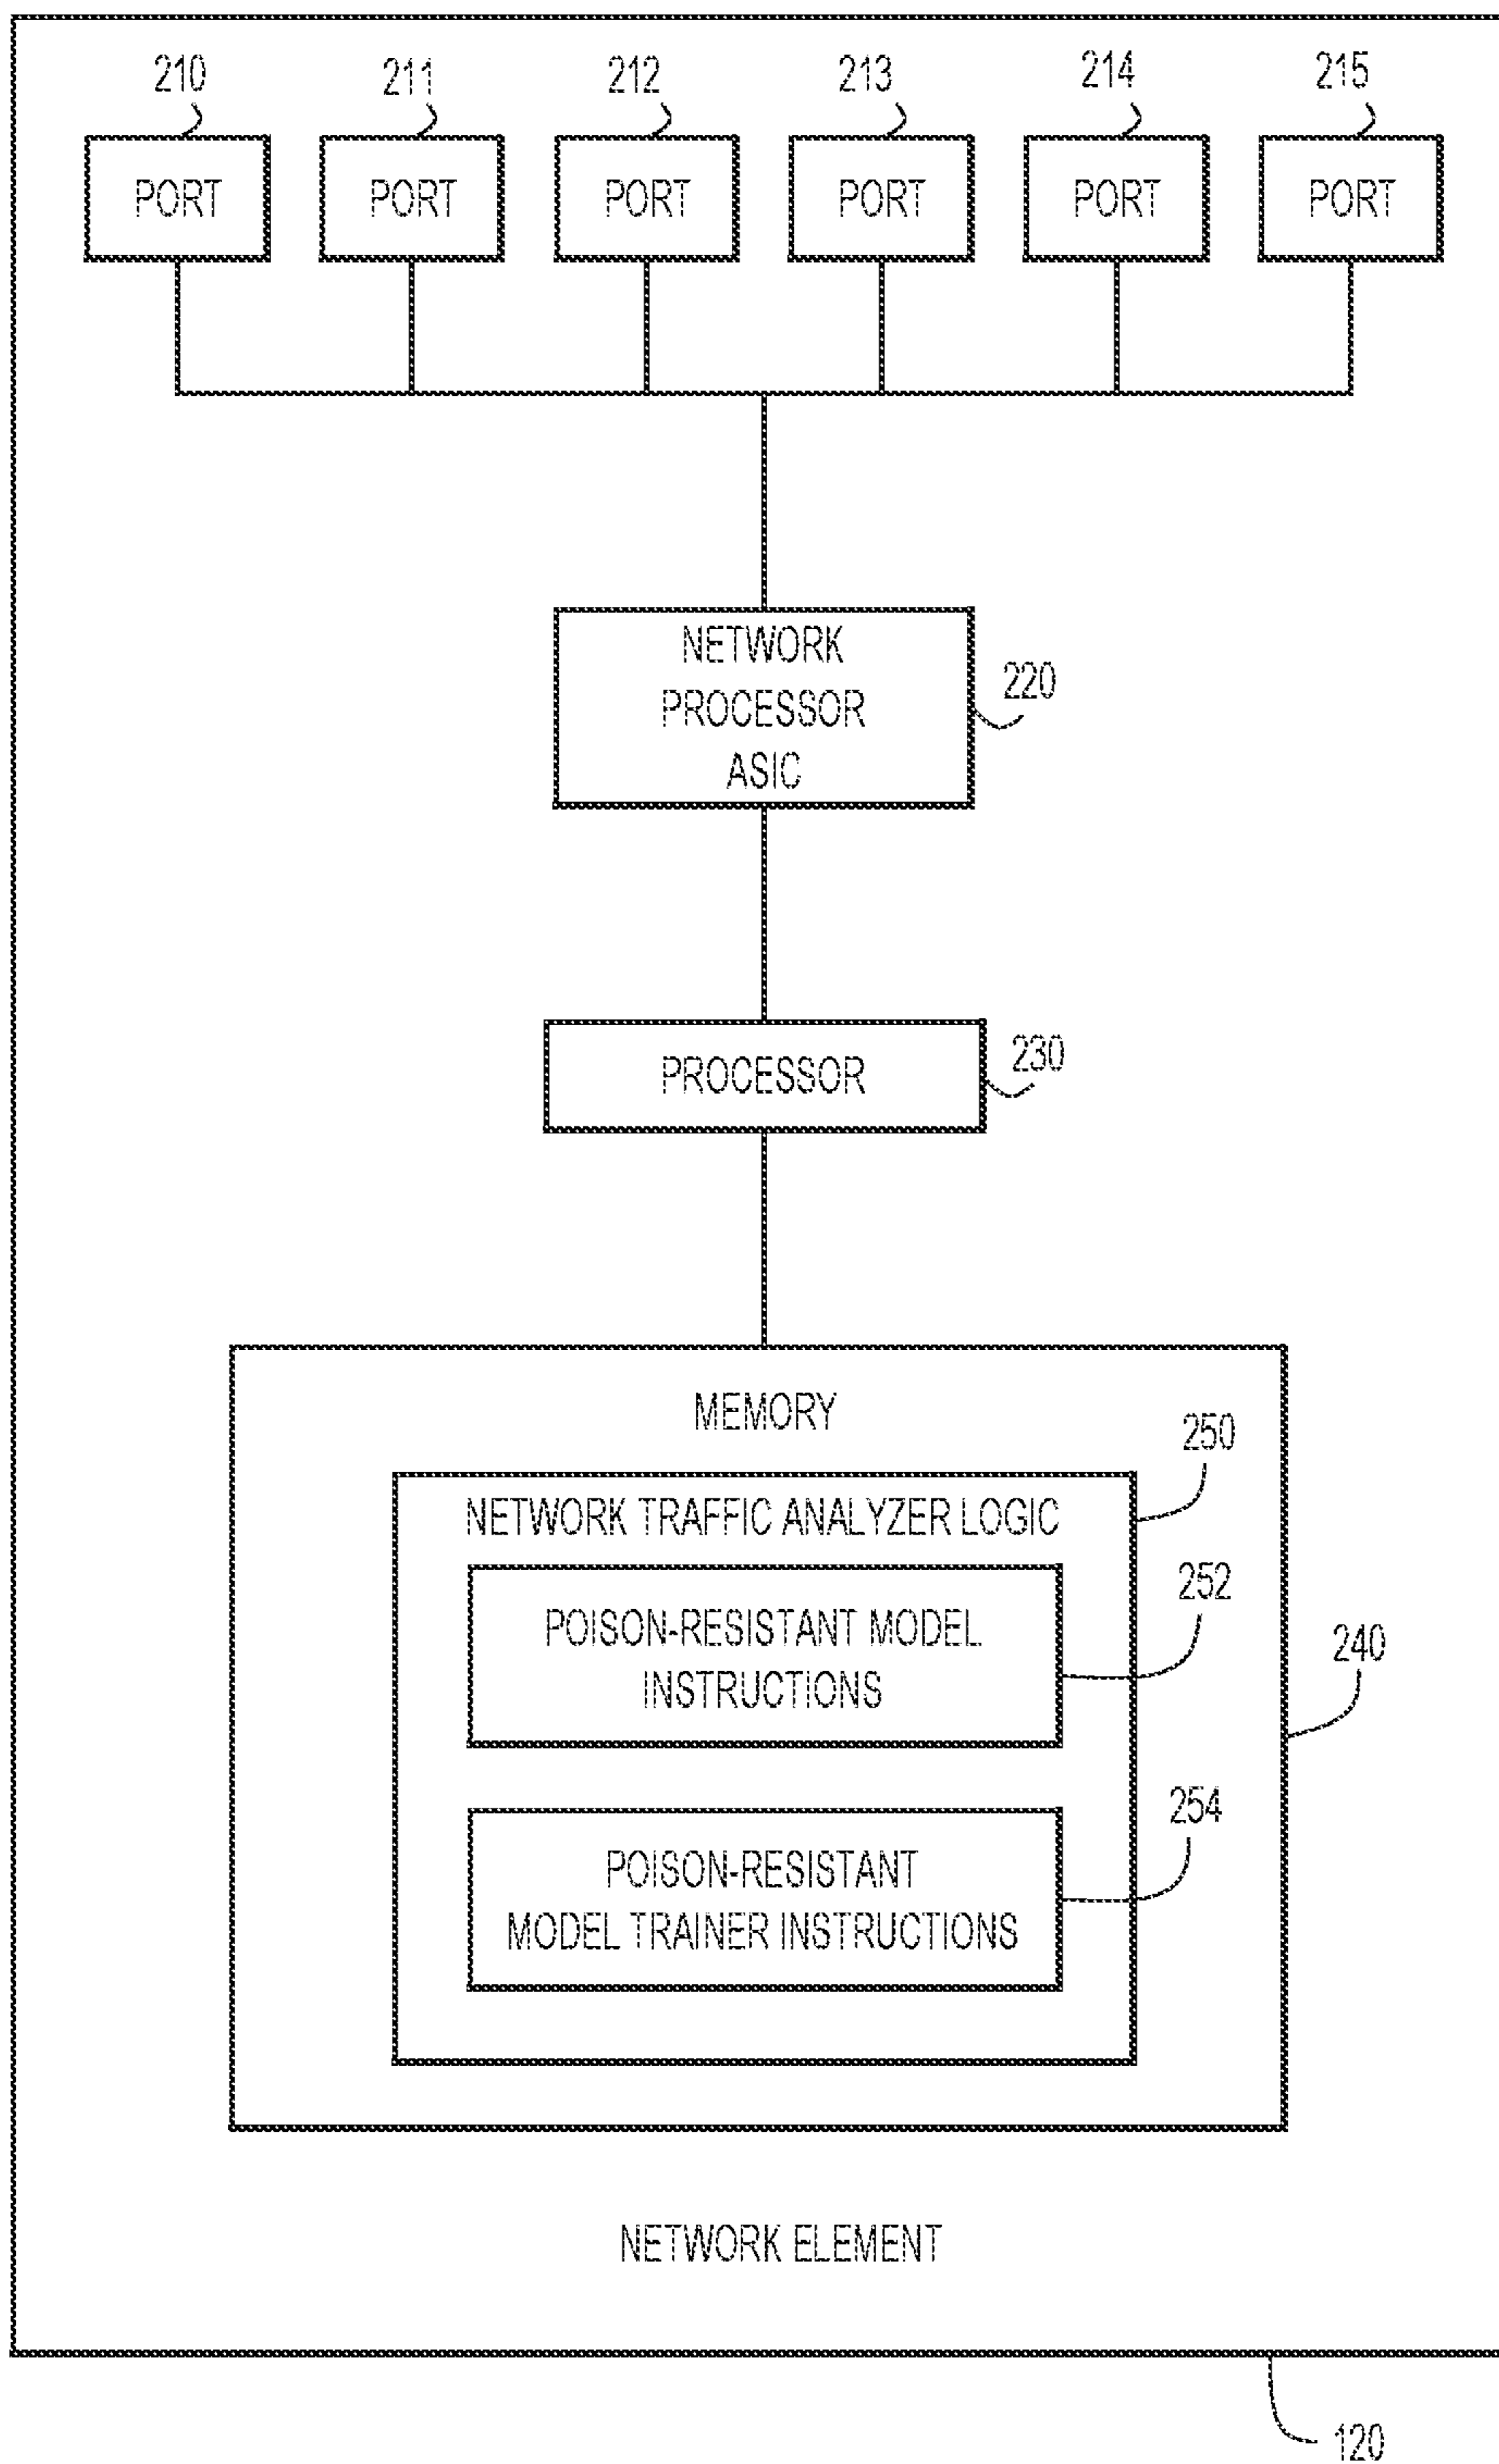 210 211 212 213 214 215
PORT PORT PORT PORT PORT PORT
NETWORK
PROCESSOR
ASIC
220
PROCESSOR
230
MEMORY
250
NETWORK TRAFFIC ANALYZER LOGIC
252
POISON-RESISTANT MODEL
INSTRUCTIONS
240
254
POISON-RESISTANT
MODEL TRAINER INSTRUCTIONS
NETWORK ELEMENT
120